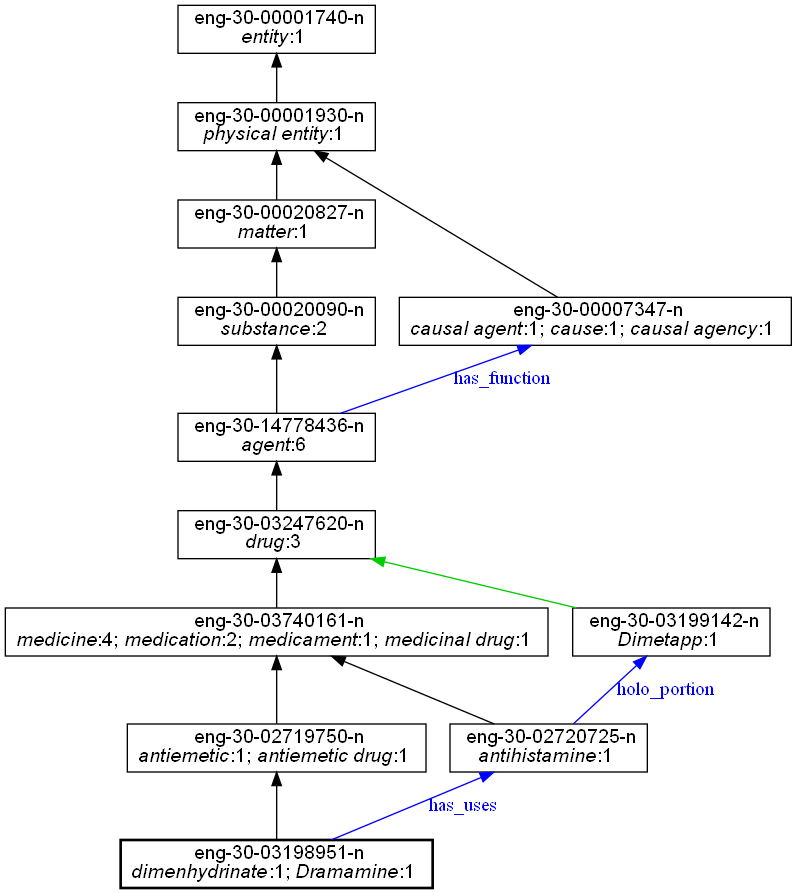 eng-30-00001740-n
entity:1
eng-30-00001930-n
physical entity:1
eng-30-00020827-n
matter:1
eng-30-00020090-n
substance:2
eng-30-00007347-n
causal agent:1; cause:1; causal agency:1
has_function
eng-30-14778436-n
agent:6
eng-30-03247620-n
drug:3
eng-30-03740161-n
medicine:4; medication:2; medicament:1; medicinal drug:1
eng-30-03199142-n
Dimetapp:1
holo_portion
eng-30-02719750-n
antiemetic:1; antiemetic drug:1
eng-30-02720725-n
antihistamine:1
has_uses
eng-30-03198951-n
dimenhydrinate:1; Dramamine:1